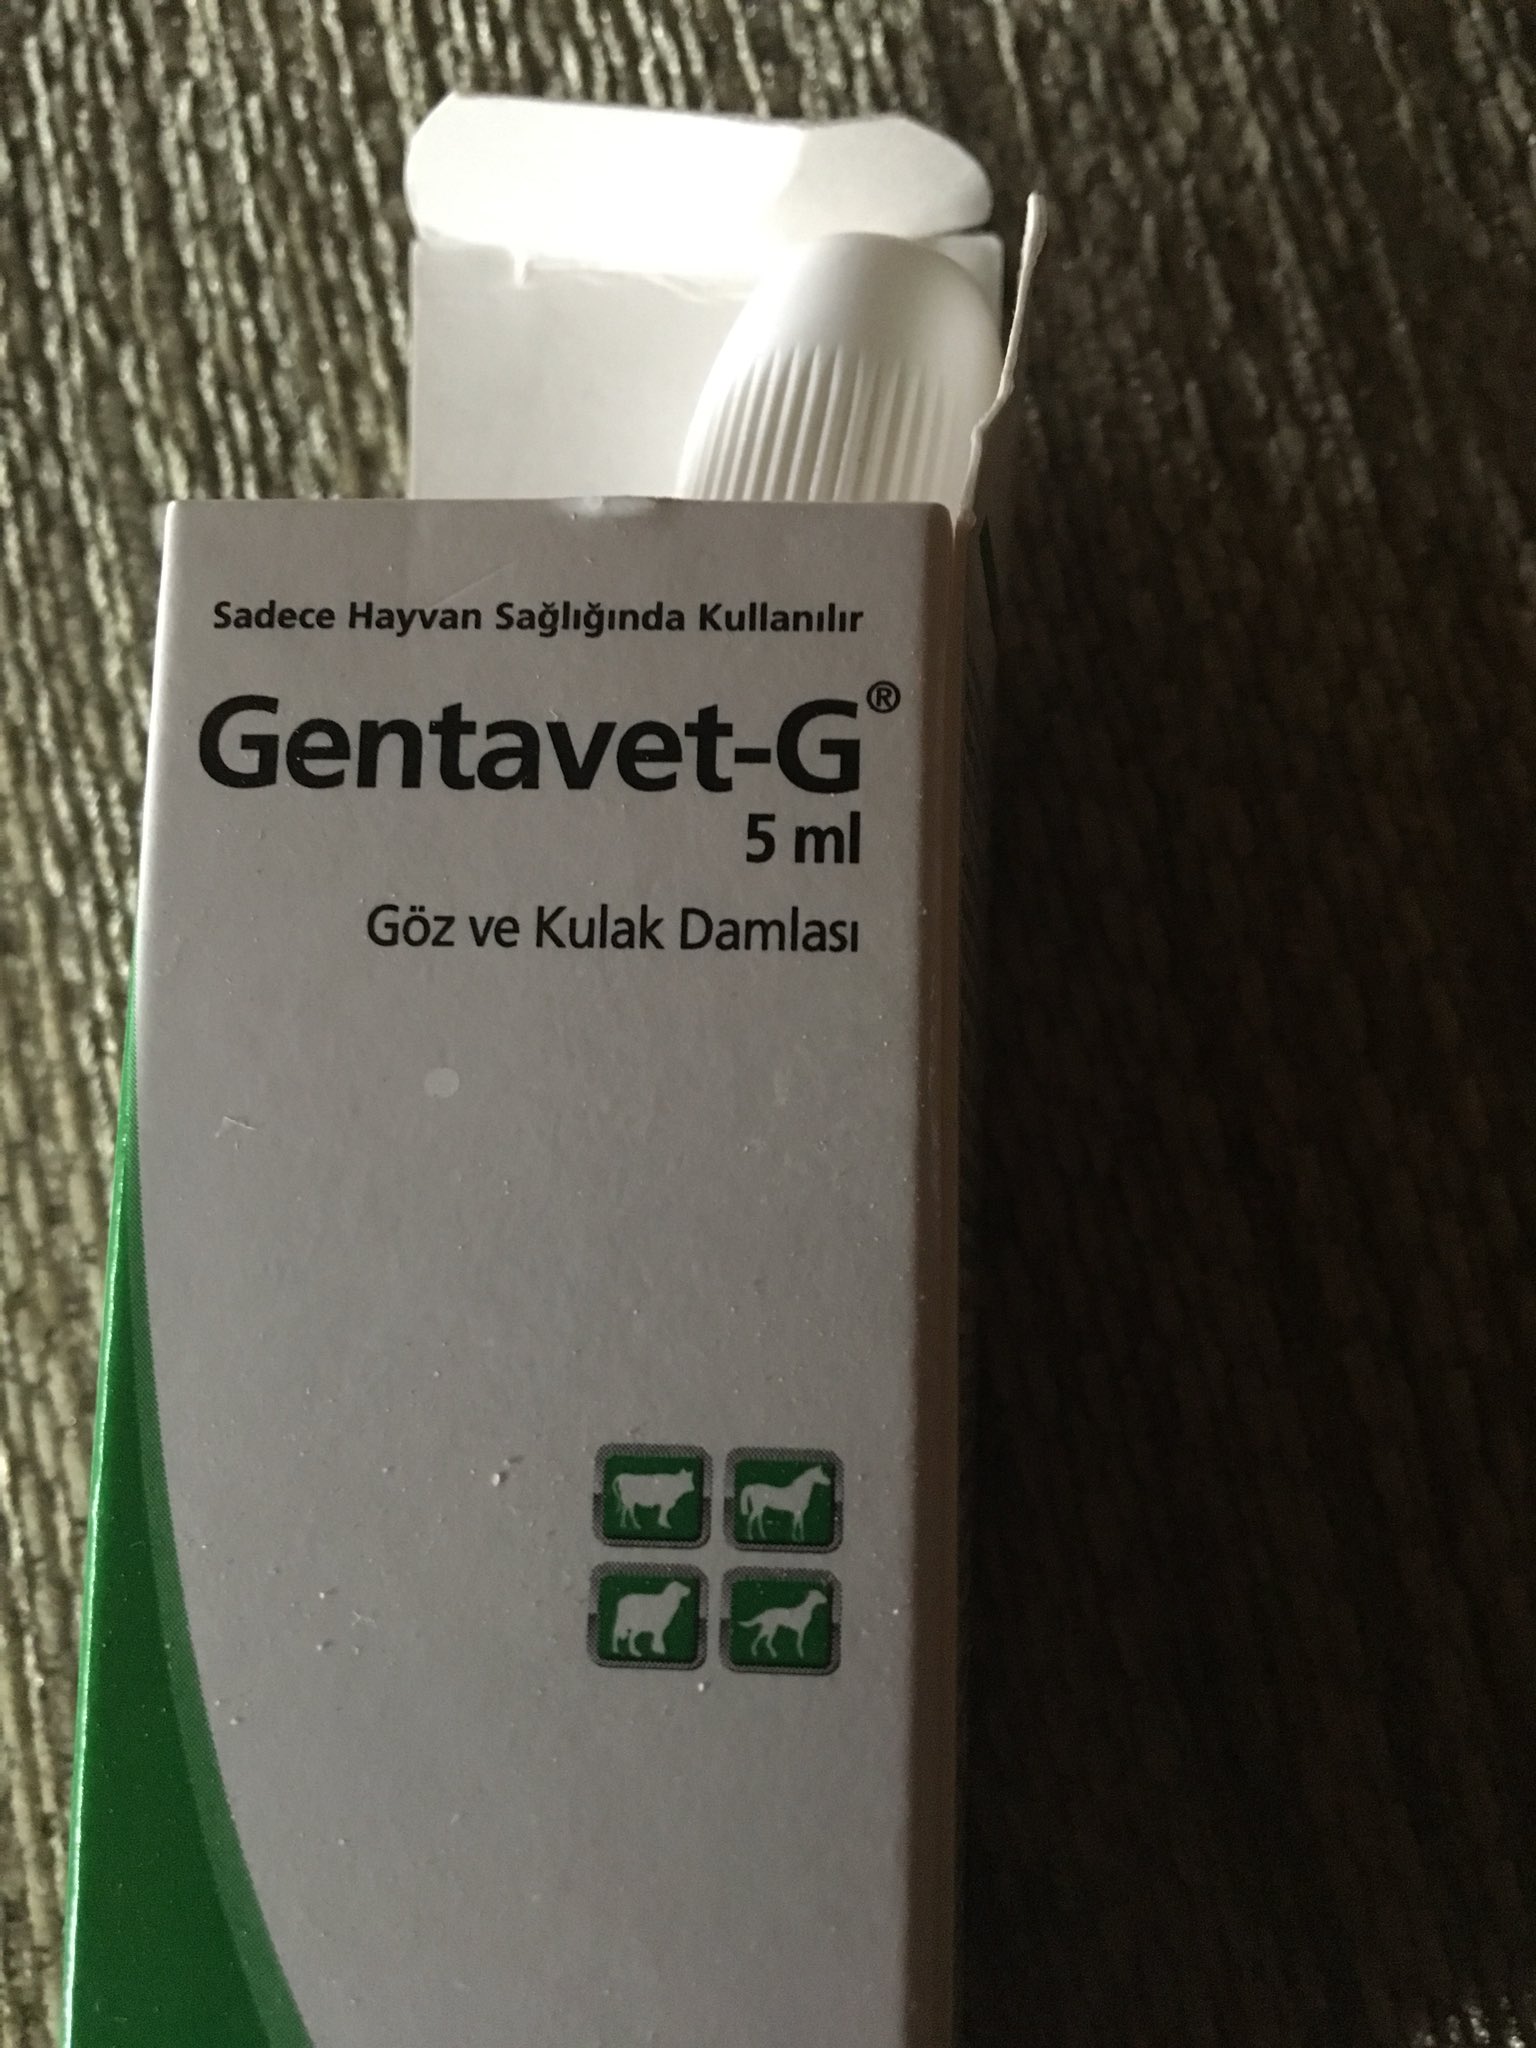 Sadece Hayvan Sağlığında Kullanılır
Gentavet-G®
5 ml
Göz ve Kulak Damlası